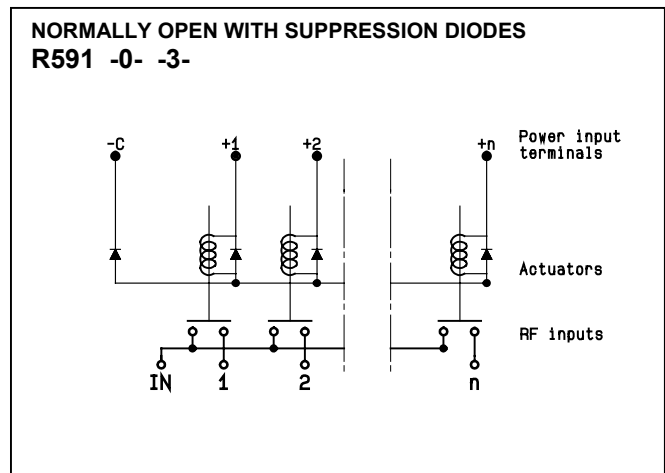 NORMALLY OPEN WITH SUPPRESSION DIODES
R591 -0- -3-
-C +1 +2 +n Power input
terminals
Actuators
RF inputs
IN 1 2 n